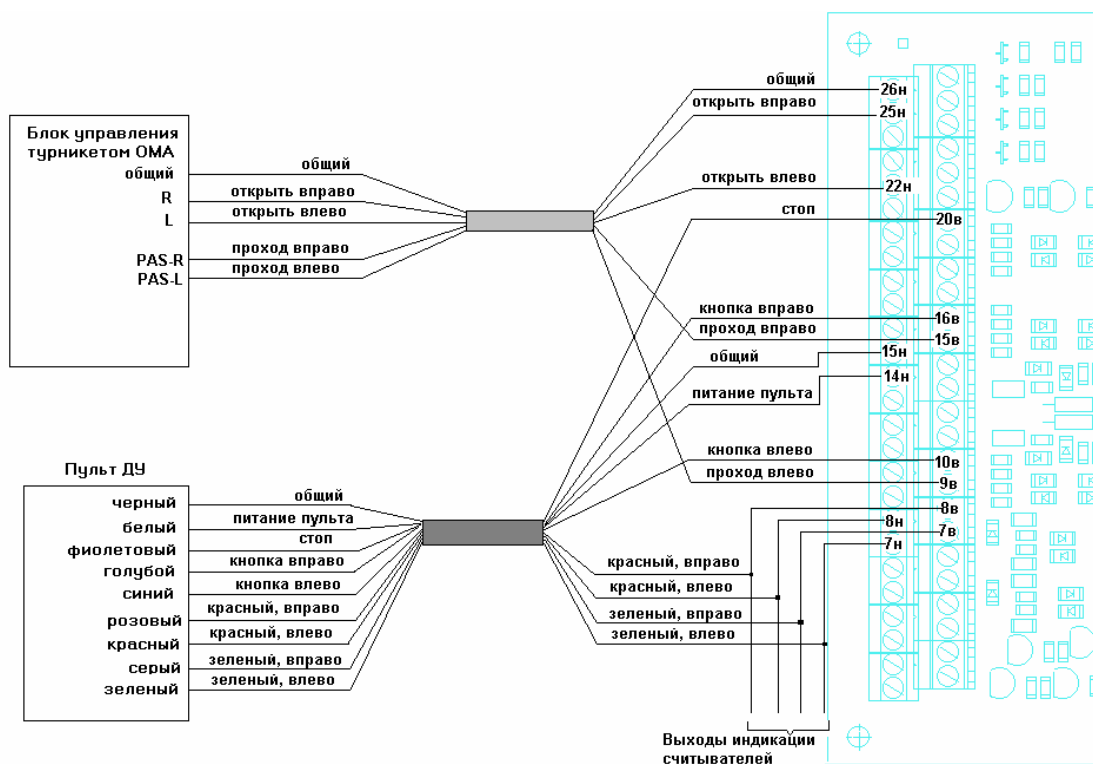 Блок управления
турникетом ОМА
общий
R
L
PAS-R
PAS-L
общий
открыть вправо
открыть влево
проход вправо
проход влево
Пульт ДУ
черный
белый
фиолетовый
голубой
синий
розовый
красный
серый
зеленый
общий
питание пульта
стоп
кнопка вправо
кнопка влево
красный, вправо
красный, влево
зеленый, вправо
зеленый, влево
общий
открыть вправо
открыть влево
стоп
кнопка вправо
проход вправо
общий
питание пульта
кнопка влево
проход влево
красный, вправо
красный, влево
зеленый, вправо
зеленый, влево
26н
25н
22н
20в
16в
15в
15н
14н
10в
9в
8в
8н
7в
7н
Выходы индикации
считывателей